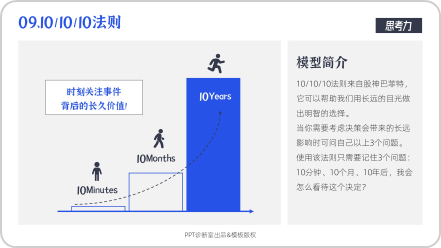 09.10/10/10法则
思考力
时刻关注事件
背后的长久价值!
10Years
10Months
10Minutes
模型简介
10/10/10法则来自股神巴菲特，
它可以帮助我们用长远的目光做
出明智的选择。
当你需要考虑决策会带来的长远
影响时可问自己以上3个问题。
使用该法则只需要记住3个问题：
10分钟，10个月，10年后，我会
怎么看待这个决定？
PPT@新室出品&模板版权